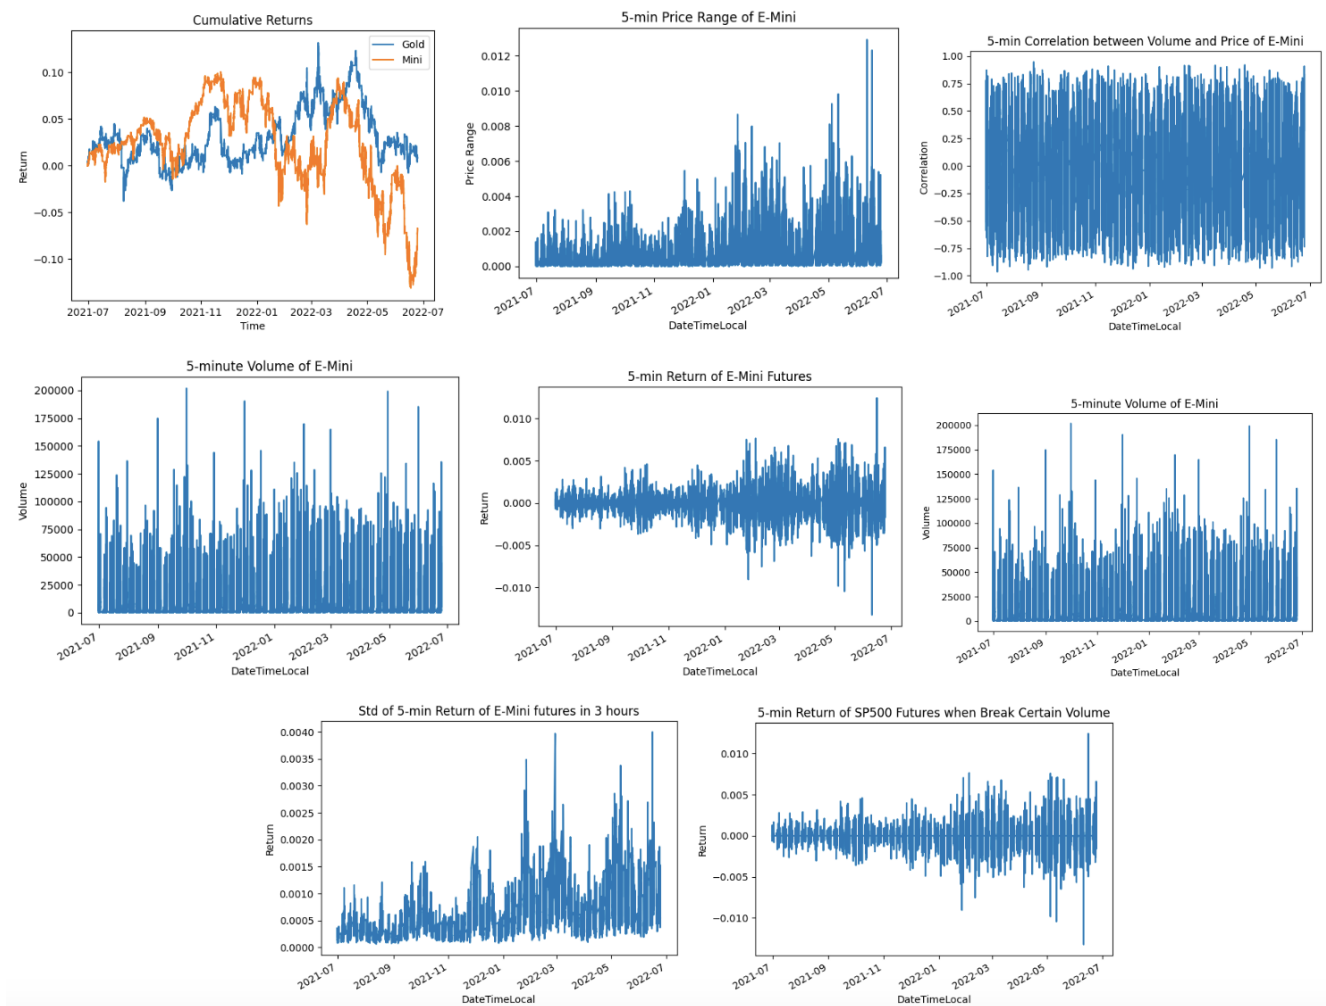 Cumulative Returns
Gold
Mini
0.10
0.05
0.00
−0.05
−0.10
Return
2021-07 2021-09 2021-11 2022-01 2022-03 2022-05 2022-07
Time
5-min Price Range of E-Mini
0.012
0.010
0.008
0.006
0.004
0.002
0.000
Price Range
2021-07 2021-09 2021-11 2022-01 2022-03 2022-05 2022-07
DateTimeLocal
5-min Correlation between Volume and Price of E-Mini
1.00
0.75
0.50
0.25
0.00
−0.25
−0.50
−0.75
−1.00
Correlation
2021-07 2021-09 2021-11 2022-01 2022-03 2022-05 2022-07
DateTimeLocal
5-minute Volume of E-Mini
200000
175000
150000
125000
100000
75000
50000
25000
0
Volume
2021-07 2021-09 2021-11 2022-01 2022-03 2022-05 2022-07
DateTimeLocal
5-min Return of E-Mini Futures
0.010
0.005
0.000
−0.005
−0.010
Return
2021-07 2021-09 2021-11 2022-01 2022-03 2022-05 2022-07
DateTimeLocal
5-minute Volume of E-Mini
200000
175000
150000
125000
100000
75000
50000
25000
0
Volume
2021-07 2021-09 2021-11 2022-01 2022-03 2022-05 2022-07
DateTimeLocal
Std of 5-min Return of E-Mini futures in 3 hours
0.0040
0.0035
0.0030
0.0025
0.0020
0.0015
0.0010
0.0005
0.0000
Return
2021-07 2021-09 2021-11 2022-01 2022-03 2022-05 2022-07
DateTimeLocal
5-min Return of SP500 Futures when Break Certain Volume
0.010
0.005
0.000
−0.005
−0.010
Return
2021-07 2021-09 2021-11 2022-01 2022-03 2022-05 2022-07
DateTimeLocal